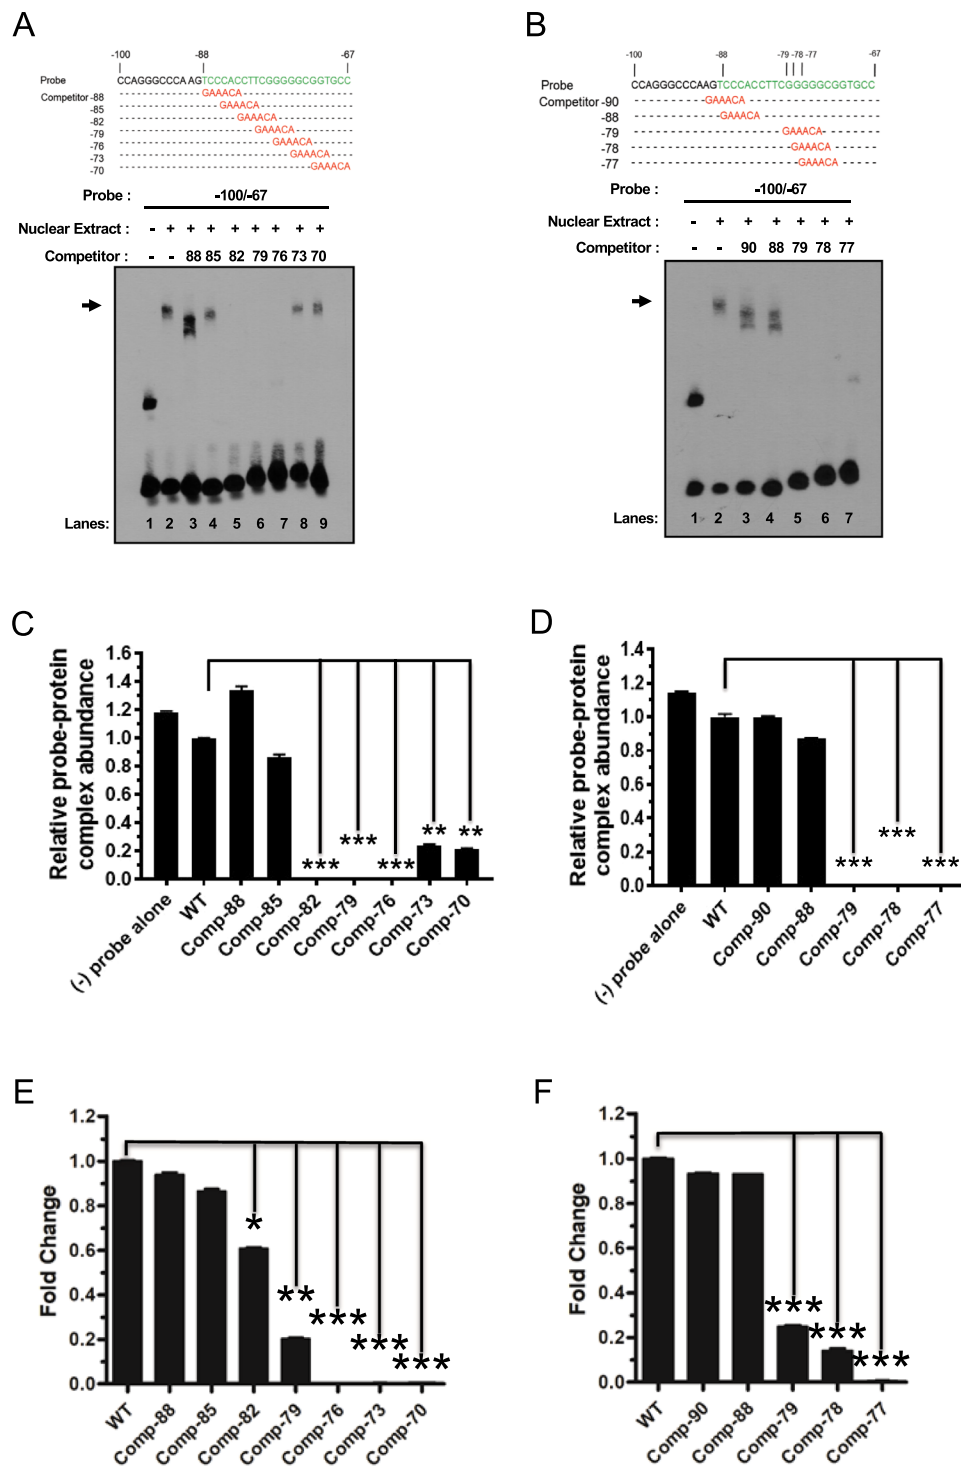 A
-100 -88 -67
Probe CCAGGGCCCAAGTCCCACCTTCGGGGGCGGTGCC
Competitor -88 GAAACA
-85 GAAACA
-82 GAAACA
-79 GAAACA
-76 GAAACA
-73 GAAACA
-70 GAAACA
Probe : -100/-67
Nuclear Extract : - + + + + + + + +
Competitor : - - 88 85 82 79 76 73 70
Lanes: 1 2 3 4 5 6 7 8 9
B
-100 -88 -79 -78 -77 -67
Probe CCAGGGCCCAAGTCCCACCTTCGGGGGCGGTGCC
Competitor -90 GAAACA
-88 GAAACA
-79 GAAACA
-78 GAAACA
-77 GAAACA
Probe : -100/-67
Nuclear Extract : - + + + + + +
Competitor : - - 90 88 79 78 77
Lanes: 1 2 3 4 5 6 7
C
Relative probe-protein
complex abundance
1.6
1.4
1.2
1.0
0.8
0.6
0.4
0.2
0.0
*** *** *** ** **
(-) probe alone
WT
Comp-88
Comp-85
Comp-82
Comp-79
Comp-76
Comp-73
Comp-70
D
Relative probe-protein
complex abundance
1.4
1.2
1.0
0.8
0.6
0.4
0.2
0.0
*** *** ***
(-) probe alone
WT
Comp-90
Comp-88
Comp-79
Comp-78
Comp-77
E
Fold Change
1.2
1.0
0.8
0.6
0.4
0.2
0.0
* ** *** *** ***
WT
Comp-88
Comp-85
Comp-82
Comp-79
Comp-76
Comp-73
Comp-70
F
Fold Change
1.2
1.0
0.8
0.6
0.4
0.2
0.0
*** *** ***
WT
Comp-90
Comp-88
Comp-79
Comp-78
Comp-77